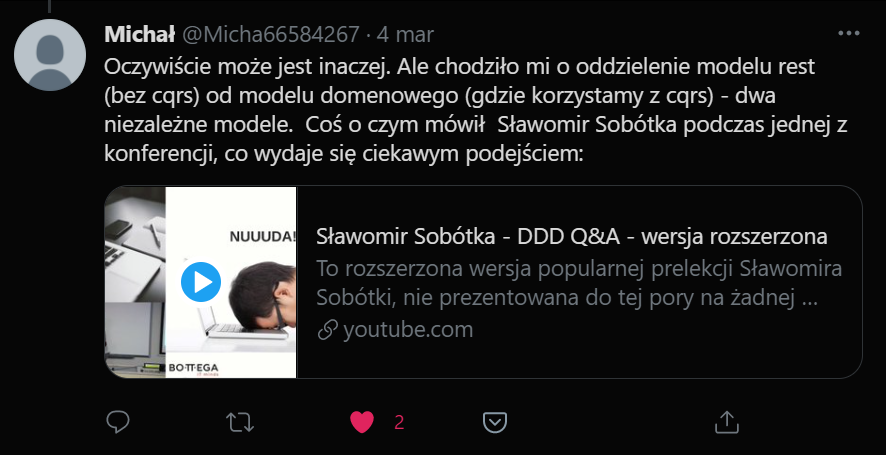 Michał @Micha66584267 · 4 mar
Oczywiście może jest inaczej. Ale chodziło mi o oddzielenie modelu rest
(bez cqrs) od modelu domenowego (gdzie korzystamy z cqrs) - dwa
niezależne modele.  Coś o czym mówił  Sławomir Sobótka podczas jednej z
konferencji, co wydaje się ciekawym podejściem:
NUUUDA!
BOTTEGA
Sławomir Sobótka - DDD Q&A - wersja rozszerzona
To rozszerzona wersja popularnej prelekcji Sławomira
Sobótki, nie prezentowana do tej pory na żadnej ...
youtube.com
2